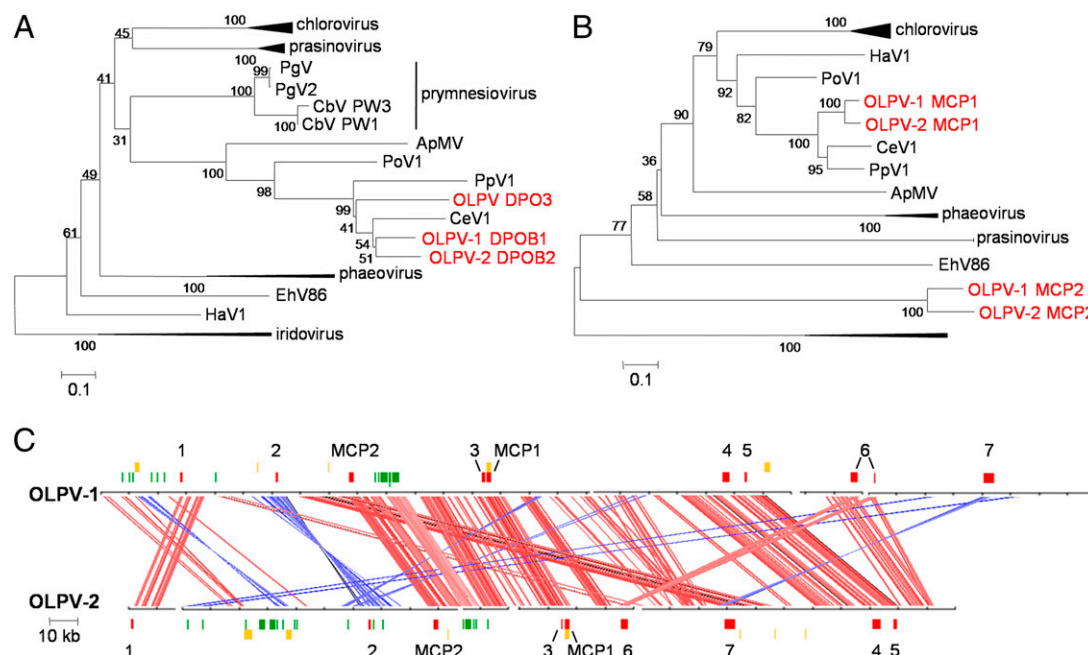 A
100
chlorovirus
45
prasinovirus
100
100
PgV
99
41
PgV2
100
CbV PW3
prymnesiovirus
100
CbV PW1
31
ApMV
100
PoV1
49
98
PpV1
99
OLPV DPO3
41
CeV1
54
OLPV-1 DPOB1
61
51
OLPV-2 DPOB2
phaeovirus
100
EhV86
HaV1
iridovirus
100
0.1
B
100
chlorovirus
79
HaV1
92
PoV1
90
100
OLPV-1 MCP1
82
OLPV-2 MCP1
100
CeV1
36
95
PpV1
58
ApMV
77
phaeovirus
100
prasinovirus
EhV86
OLPV-1 MCP2
100
OLPV-2 MCP2
100
0.1
C
1 2 MCP2 3 MCP1 4 5 6 7
OLPV-1
OLPV-2
10 kb
1 2 MCP2 3 MCP1 6 7 4 5